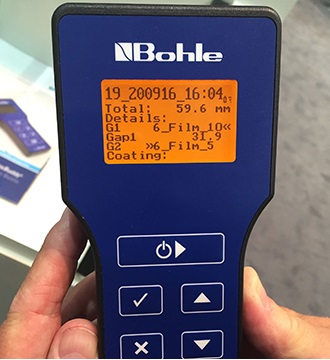 Bohle
19_200916_16:04
Total: 59.6 mm
Details:
G1 6_Film_10«
Gap1 31.9
G2 »6_Film_5
Coating: